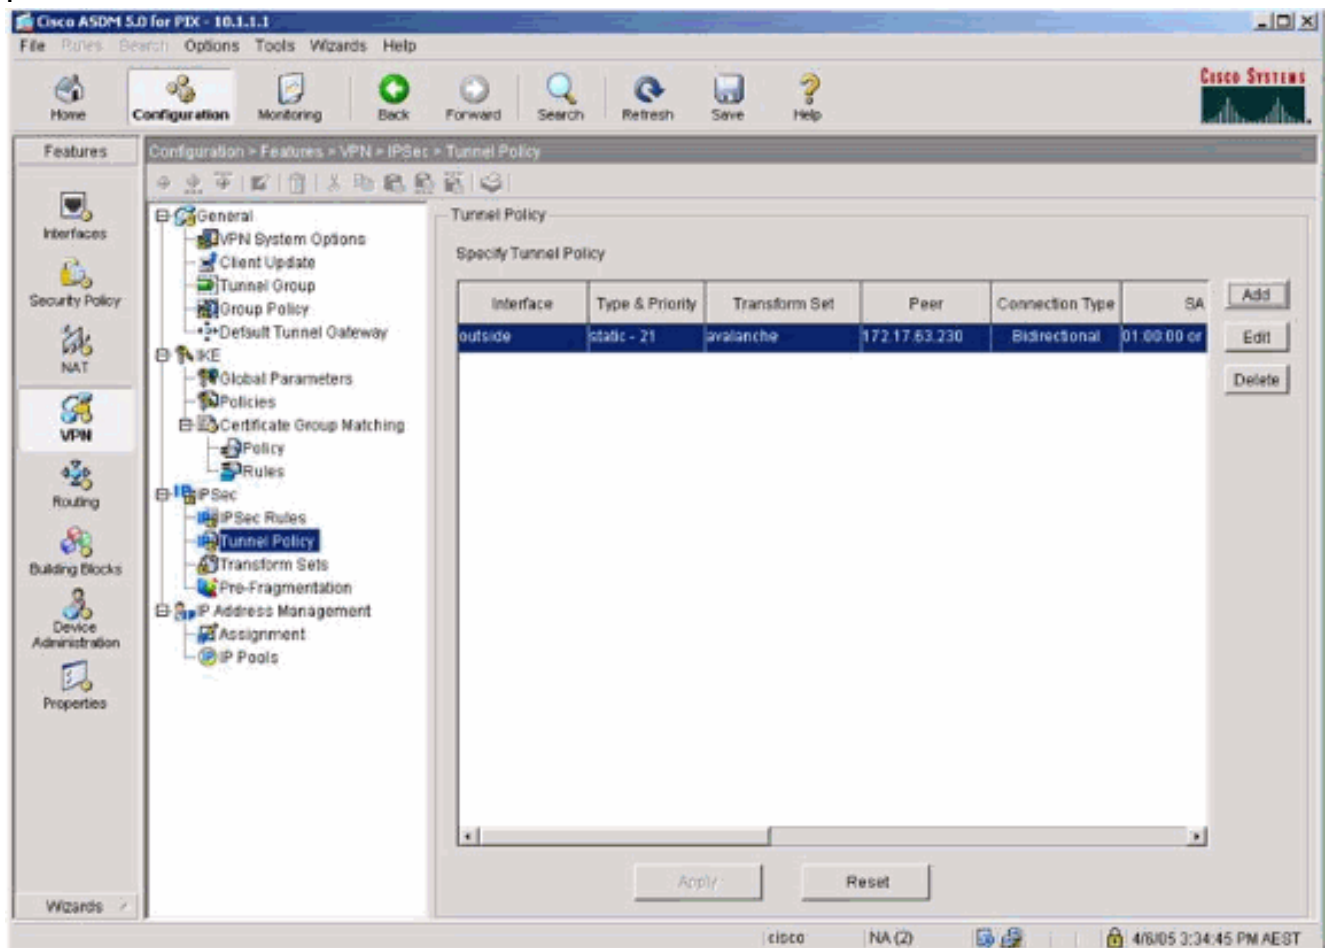 Cisco ASDM 5.0 for PIX - 10.1.1.1
File Rules Search Options Tools Wizards Help
Home Configuration Monitoring Back Forward Search Refresh Save Help
CISCO SYSTEMS
Features
Configuration > Features > VPN > IPSec > Tunnel Policy
Interfaces
Security Policy
NAT
VPN
Routing
Building Blocks
Device
Administration
Properties
Wizards
General
VPN System Options
Client Update
Tunnel Group
Group Policy
Default Tunnel Gateway
IKE
Global Parameters
Policies
Certificate Group Matching
Policy
Rules
IPSec
IPSec Rules
Tunnel Policy
Transform Sets
Pre-Fragmentation
IP Address Management
Assignment
IP Pools
Tunnel Policy
Specify Tunnel Policy
Interface Type & Priority Transform Set Peer Connection Type SA
outside static - 21 avalanche 172.17.63.230 Bidirectional 01:00:00 or
Add
Edit
Delete
Apply Reset
cisco NA (2) 4/6/05 3:34:45 PM AEST